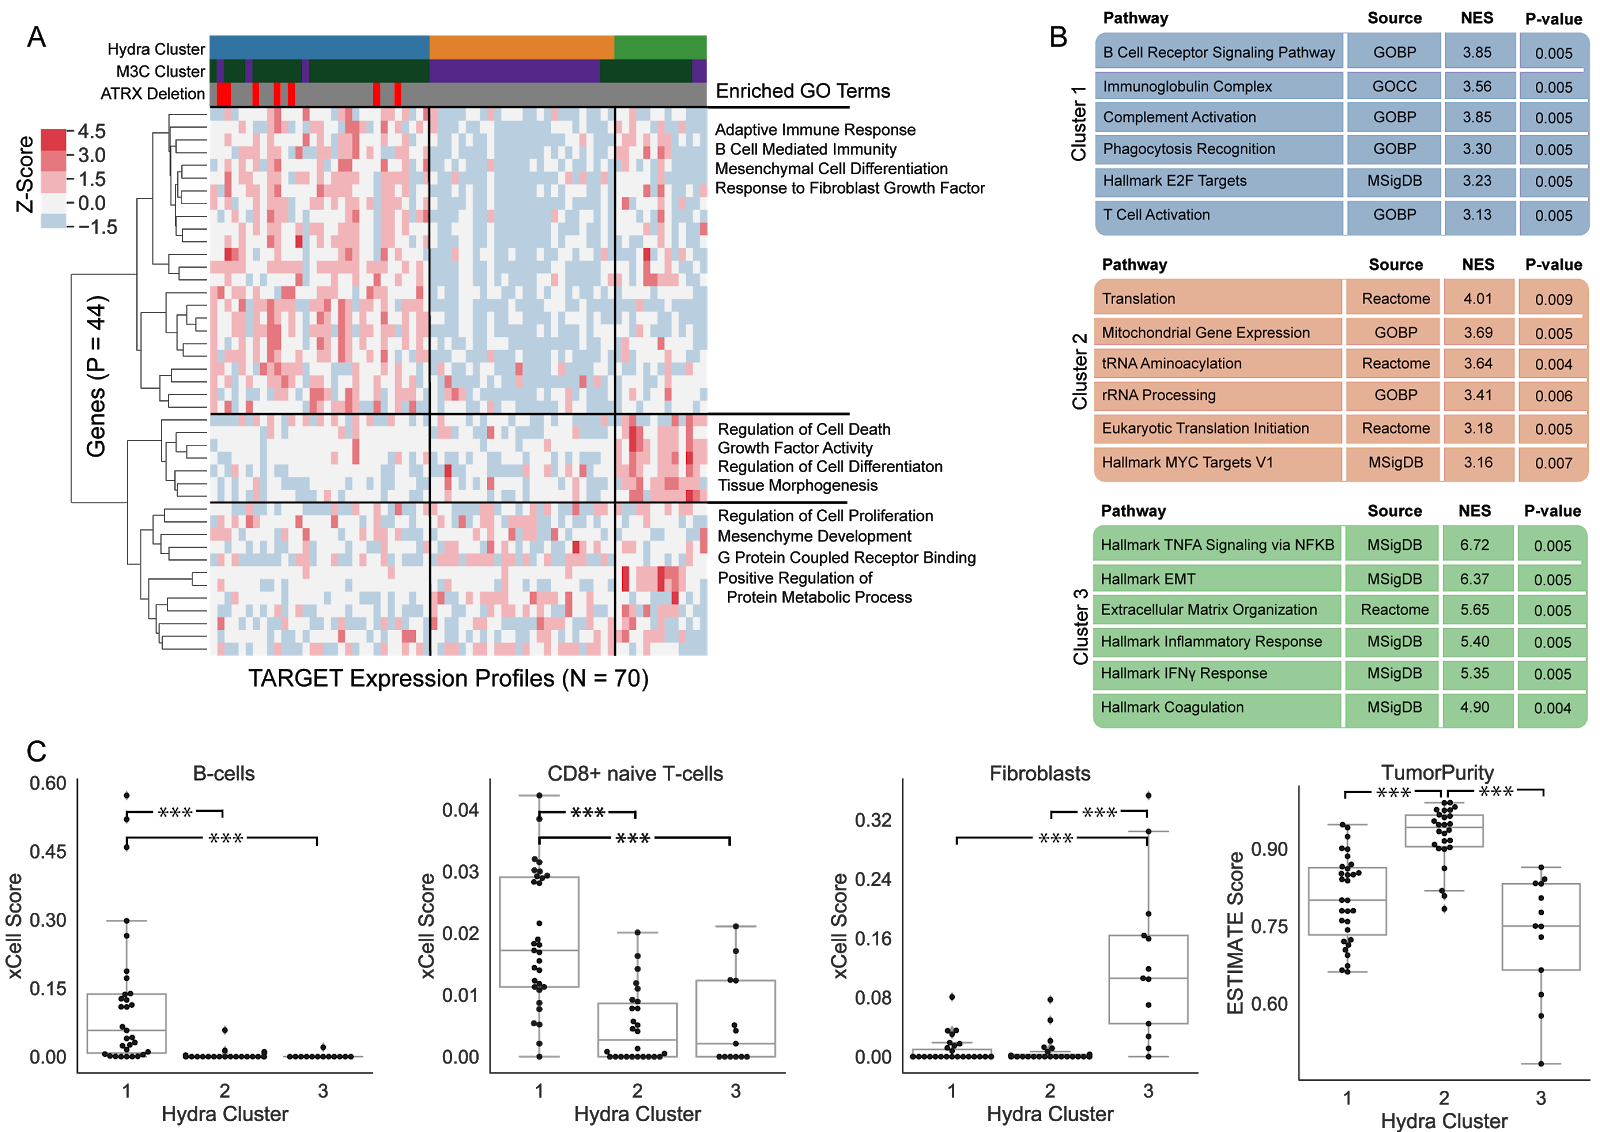 A
Hydra Cluster
M3C Cluster
ATRX Deletion
Enriched GO Terms
Z-Score
4.5
3.0
1.5
0.0
−1.5
Adaptive Immune Response
B Cell Mediated Immunity
Mesenchymal Cell Differentiation
Response to Fibroblast Growth Factor
Genes (P = 44)
Regulation of Cell Death
Growth Factor Activity
Regulation of Cell Differentiaton
Tissue Morphogenesis
Regulation of Cell Proliferation
Mesenchyme Development
G Protein Coupled Receptor Binding
Positive Regulation of
Protein Metabolic Process
TARGET Expression Profiles (N = 70)
B
Cluster 1
Pathway Source NES P-value
B Cell Receptor Signaling Pathway GOBP 3.85 0.005
Immunoglobulin Complex GOCC 3.56 0.005
Complement Activation GOBP 3.85 0.005
Phagocytosis Recognition GOBP 3.30 0.005
Hallmark E2F Targets MSigDB 3.23 0.005
T Cell Activation GOBP 3.13 0.005
Cluster 2
Pathway Source NES P-value
Translation Reactome 4.01 0.009
Mitochondrial Gene Expression GOBP 3.69 0.005
tRNA Aminoacylation Reactome 3.64 0.004
rRNA Processing GOBP 3.41 0.006
Eukaryotic Translation Initiation Reactome 3.18 0.005
Hallmark MYC Targets V1 MSigDB 3.16 0.007
Cluster 3
Pathway Source NES P-value
Hallmark TNFA Signaling via NFKB MSigDB 6.72 0.005
Hallmark EMT MSigDB 6.37 0.005
Extracellular Matrix Organization Reactome 5.65 0.005
Hallmark Inflammatory Response MSigDB 5.40 0.005
Hallmark IFNγ Response MSigDB 5.35 0.005
Hallmark Coagulation MSigDB 4.90 0.004
C
B-cells
xCell Score
0.60
0.45
0.30
0.15
0.00
***
***
1 2 3
Hydra Cluster
CD8+ naive T-cells
xCell Score
0.04
0.03
0.02
0.01
0.00
***
***
1 2 3
Hydra Cluster
Fibroblasts
xCell Score
0.32
0.24
0.16
0.08
0.00
***
***
1 2 3
Hydra Cluster
TumorPurity
ESTIMATE Score
0.90
0.75
0.60
*** ***
1 2 3
Hydra Cluster